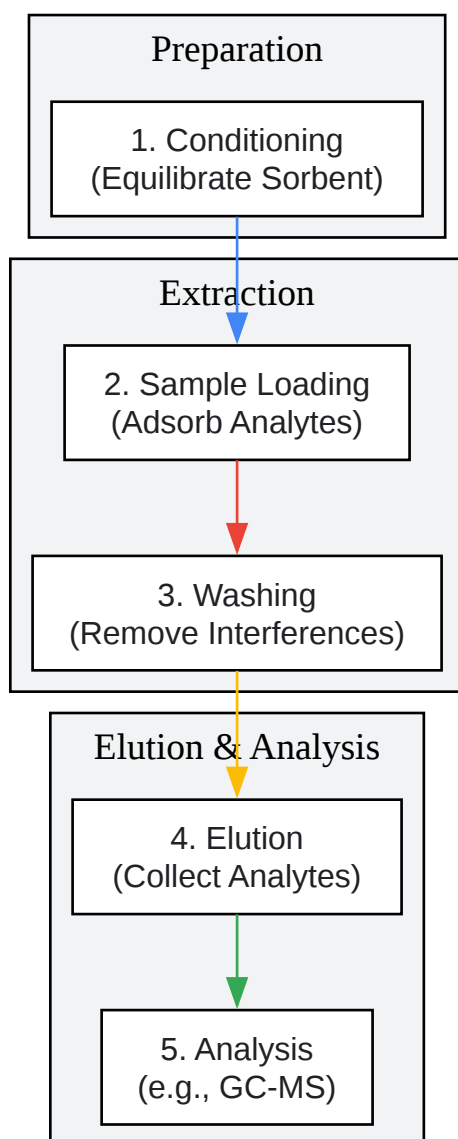 Preparation
1. Conditioning
(Equilibrate Sorbent)
Extraction
2. Sample Loading
(Adsorb Analytes)
3. Washing
(Remove Interferences)
Elution & Analysis
4. Elution
(Collect Analytes)
5. Analysis
(e.g., GC-MS)